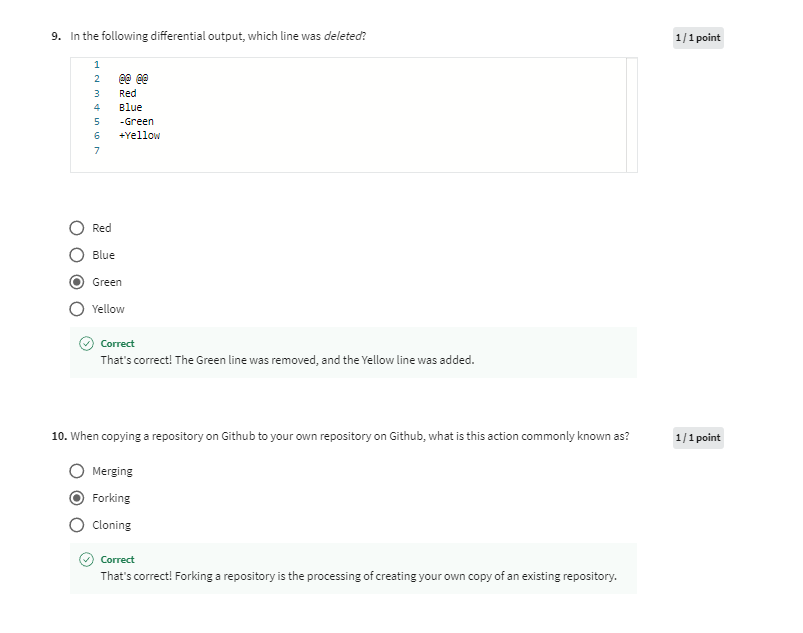 9. In the following differential output, which line was deleted?
1 / 1 point
1
2 @@ @@
3 Red
4 Blue
5 -Green
6 +Yellow
7
Red
Blue
Green
Yellow
Correct
That's correct! The Green line was removed, and the Yellow line was added.
10. When copying a repository on Github to your own repository on Github, what is this action commonly known as?
1 / 1 point
Merging
Forking
Cloning
Correct
That's correct! Forking a repository is the processing of creating your own copy of an existing repository.